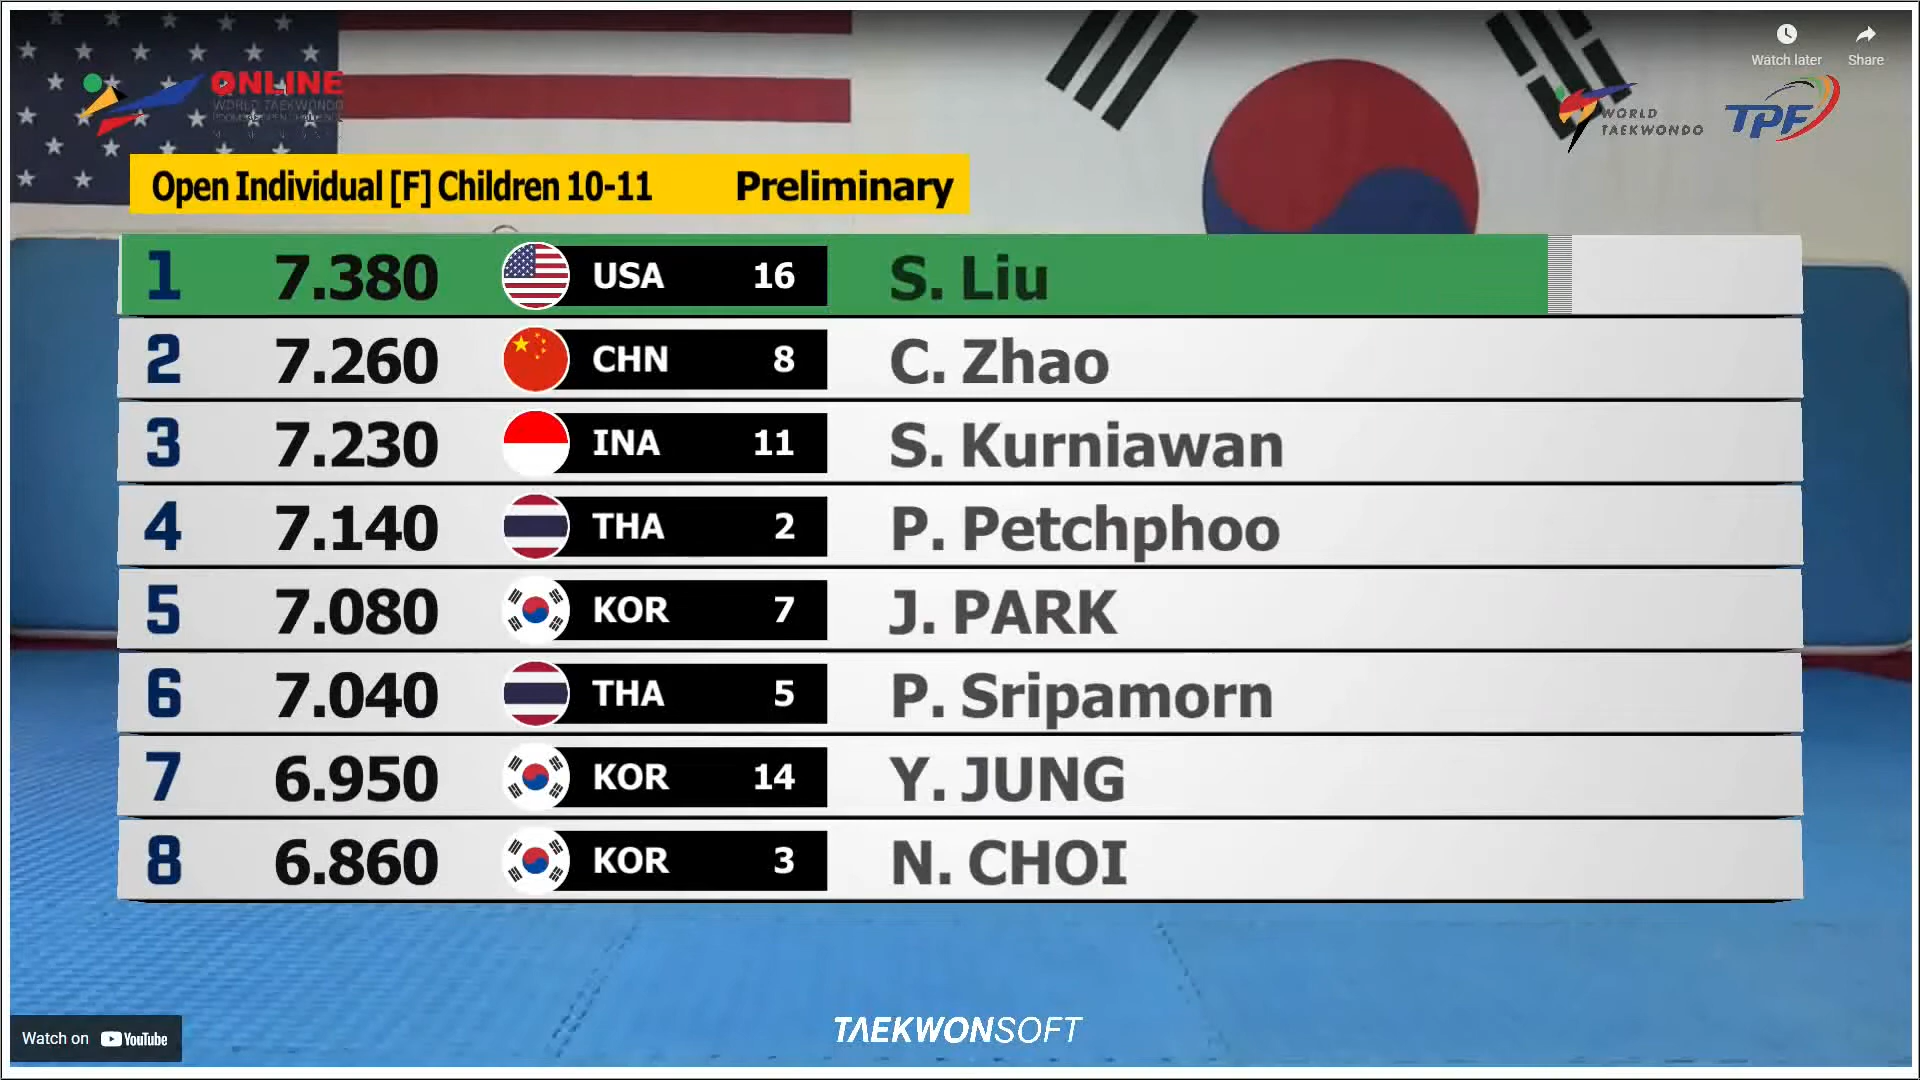 Watch later
Share
ONLINE
WORLD TAEKWONDO
WORLD
TAEKWONDO
TPF
Open Individual [F] Children 10-11 Preliminary
1 7.380 USA 16 S. Liu
2 7.260 CHN 8 C. Zhao
3 7.230 INA 11 S. Kurniawan
4 7.140 THA 2 P. Petchphoo
5 7.080 KOR 7 J. PARK
6 7.040 THA 5 P. Sripamorn
7 6.950 KOR 14 Y. JUNG
8 6.860 KOR 3 N. CHOI
TAEKWONSOFT
Watch on YouTube